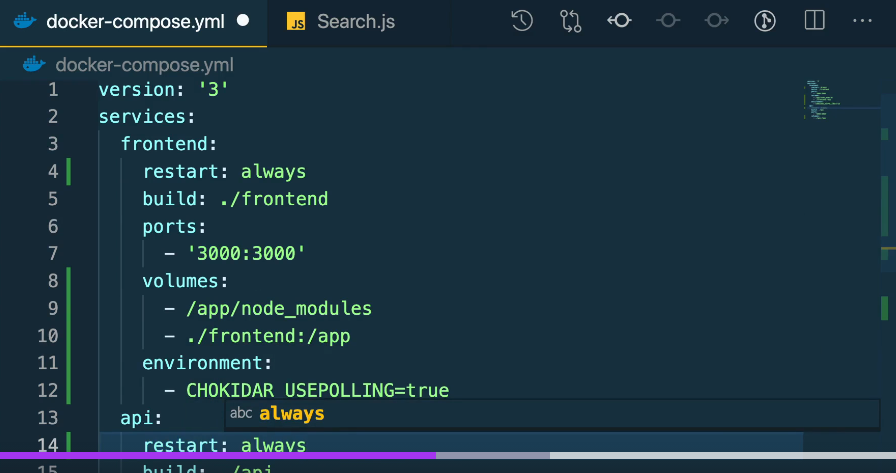 docker-compose.yml
JS Search.js
docker-compose.yml
1 version: '3'
2 services:
3 frontend:
4 restart: always
5 build: ./frontend
6 ports:
7 - '3000:3000'
8 volumes:
9 - /app/node_modules
10 - ./frontend:/app
11 environment:
12 - CHOKIDAR_USEPOLLING=true
13 api:
abc always
14 restart: always
15 build: ./api